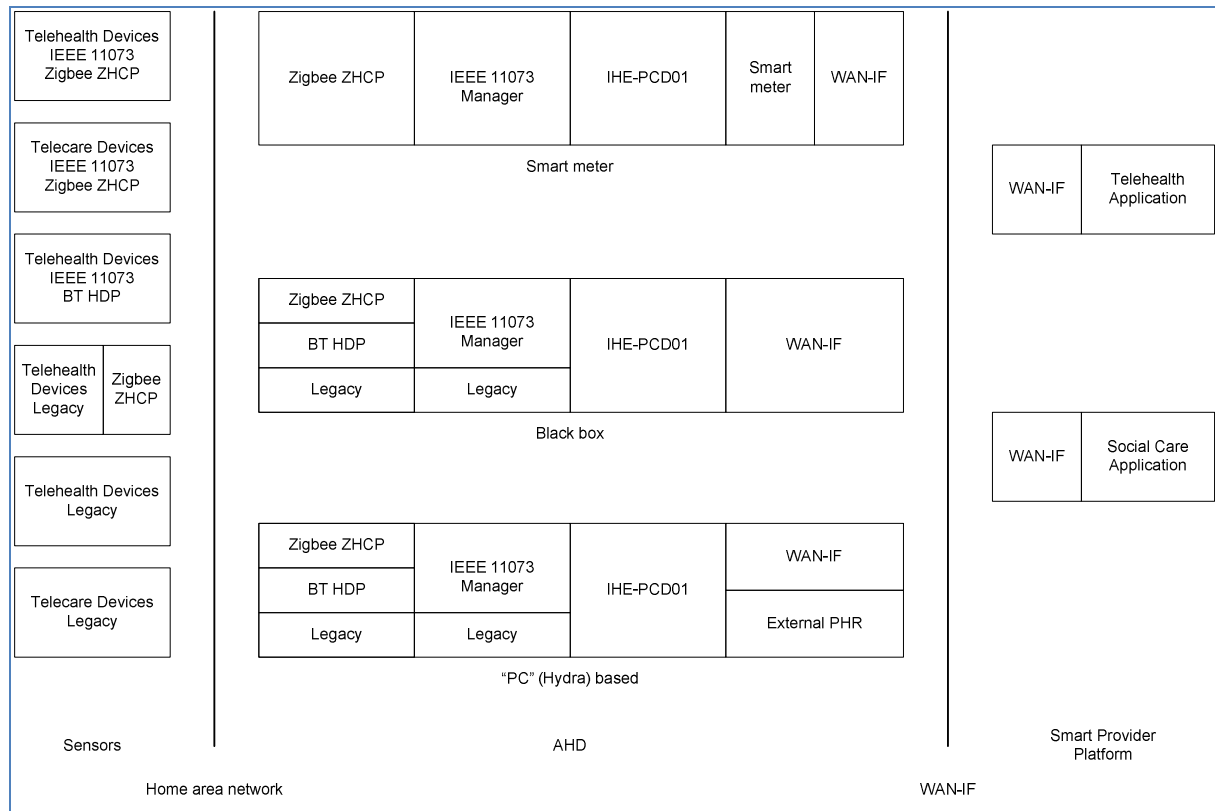 Telehealth Devices
IEEE 11073
Zigbee ZHCP
Telecare Devices
IEEE 11073
Zigbee ZHCP
Telehealth Devices
IEEE 11073
BT HDP
Telehealth
Devices
Legacy
Zigbee
ZHCP
Telehealth Devices
Legacy
Telecare Devices
Legacy
Sensors
Home area network
Zigbee ZHCP
IEEE 11073
Manager
IHE-PCD01
Smart
meter
WAN-IF
Smart meter
Zigbee ZHCP
BT HDP
Legacy
IEEE 11073
Manager
Legacy
IHE-PCD01
WAN-IF
Black box
Zigbee ZHCP
BT HDP
Legacy
IEEE 11073
Manager
Legacy
IHE-PCD01
WAN-IF
External PHR
“PC” (Hydra) based
AHD
WAN-IF
Telehealth
Application
WAN-IF
Social Care
Application
Smart Provider
Platform
WAN-IF